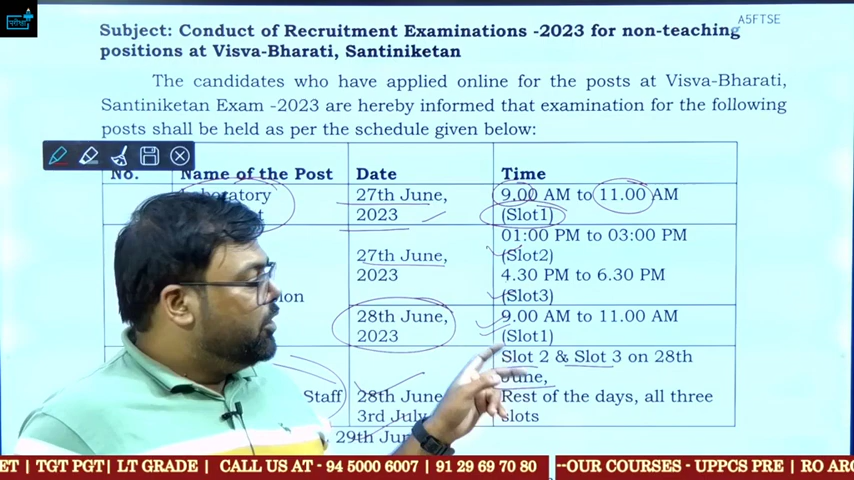 परीक्षा
A5FTSE
Subject: Conduct of Recruitment Examinations -2023 for non-teaching
positions at Visva-Bharati, Santiniketan
The candidates who have applied online for the posts at Visva-Bharati,
Santiniketan Exam -2023 are hereby informed that examination for the following
posts shall be held as per the schedule given below:
No. Name of the Post Date Time
Laboratory 27th June, 9.00 AM to 11.00 AM
2023 (Slot1)
01:00 PM to 03:00 PM
27th June, (Slot2)
2023 4.30 PM to 6.30 PM
(Slot3)
28th June, 9.00 AM to 11.00 AM
2023 (Slot1)
Slot 2 & Slot 3 on 28th
June,
Staff 28th June Rest of the days, all three
3rd July slots
29th Jun
ET | TGT PGT| LT GRADE | CALL US AT - 94 5000 6007 | 91 29 69 70 80 --OUR COURSES - UPPCS PRE | RO ARO